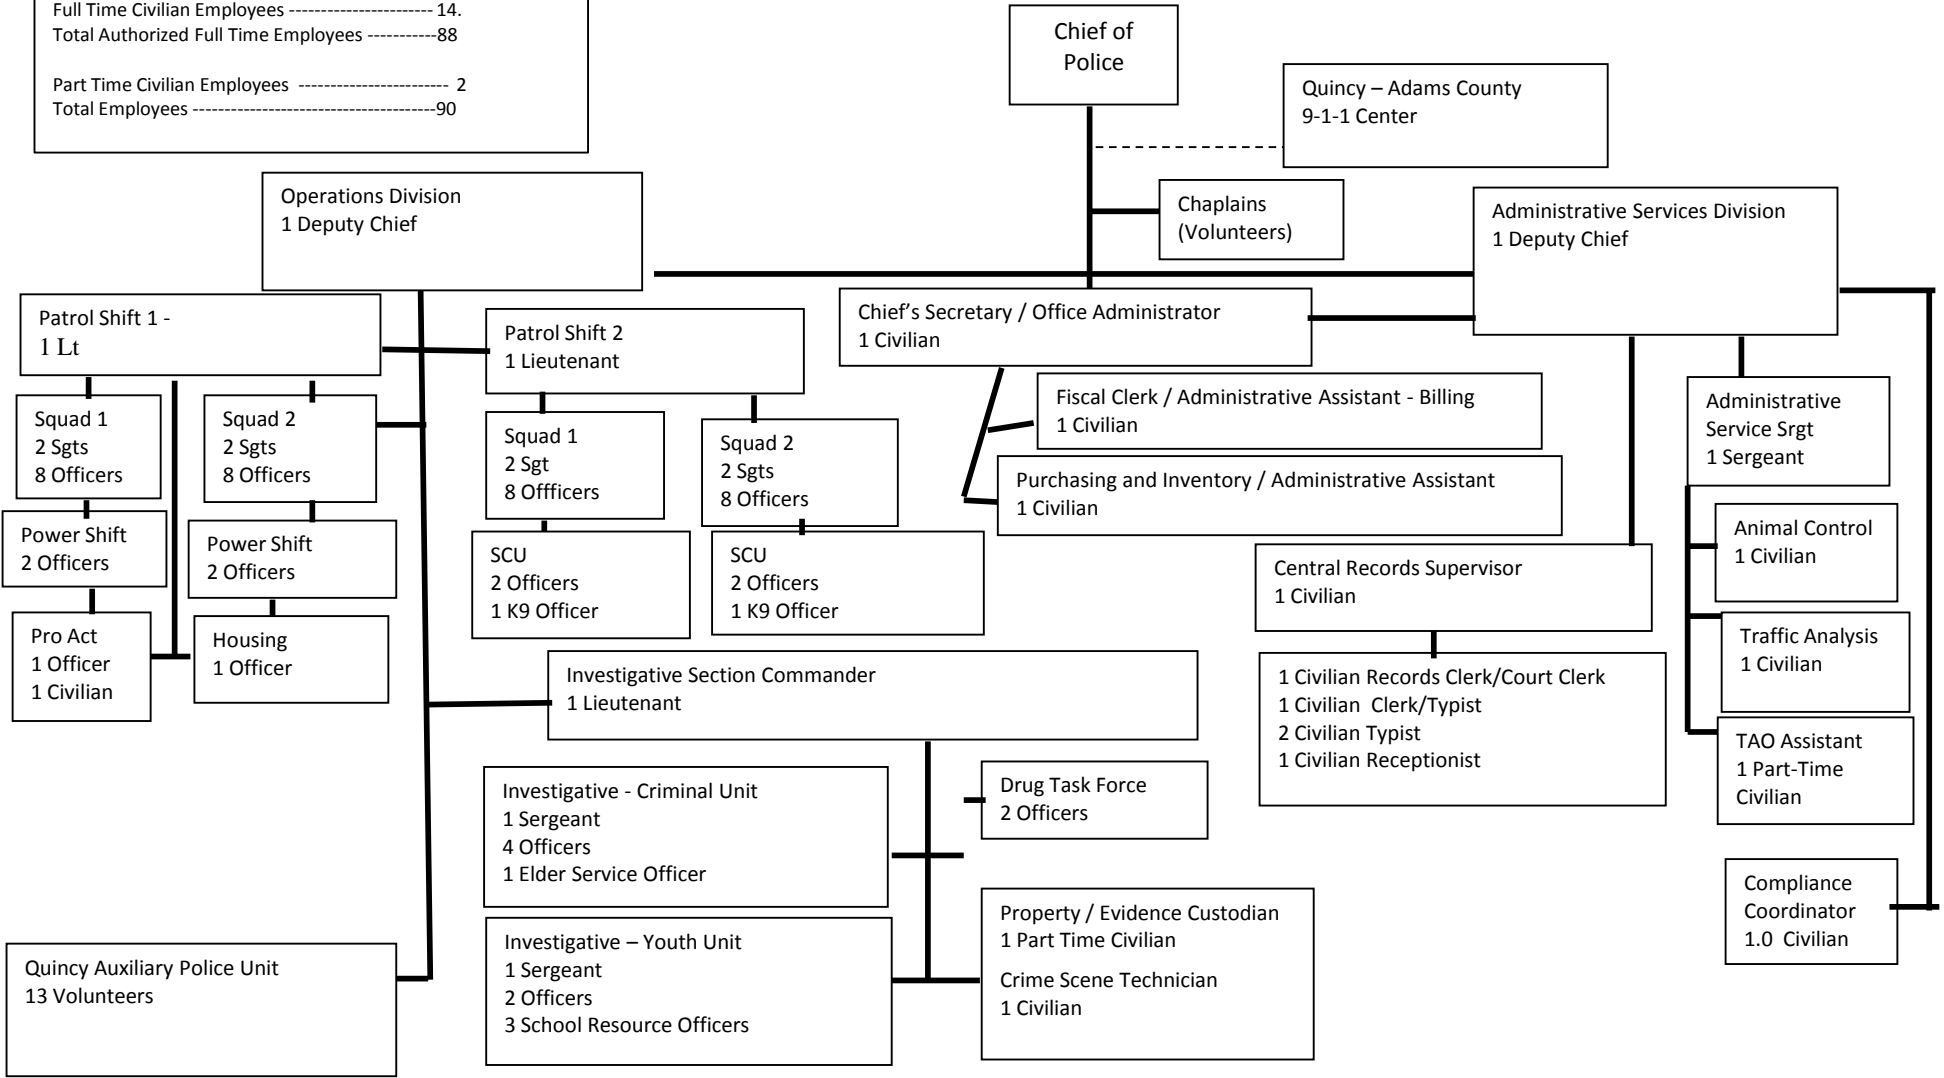 Full Time Civilian Employees ----------------------- 14.
Total Authorized Full Time Employees -----------88
Part Time Civilian Employees ------------------------ 2
Total Employees --------------------------------------90
Chief of
Police
Quincy – Adams County
9-1-1 Center
Chaplains
(Volunteers)
Operations Division
1 Deputy Chief
Administrative Services Division
1 Deputy Chief
Patrol Shift 1 -
1 Lt
Patrol Shift 2
1 Lieutenant
Chief’s Secretary / Office Administrator
1 Civilian
Fiscal Clerk / Administrative Assistant - Billing
1 Civilian
Purchasing and Inventory / Administrative Assistant
1 Civilian
Squad 1
2 Sgts
8 Officers
Squad 2
2 Sgts
8 Officers
Squad 1
2 Sgt
8 Offficers
Squad 2
2 Sgts
8 Officers
Administrative
Service Srgt
1 Sergeant
Power Shift
2 Officers
Power Shift
2 Officers
SCU
2 Officers
1 K9 Officer
SCU
2 Officers
1 K9 Officer
Central Records Supervisor
1 Civilian
Animal Control
1 Civilian
Pro Act
1 Officer
1 Civilian
Housing
1 Officer
Investigative Section Commander
1 Lieutenant
1 Civilian Records Clerk/Court Clerk
1 Civilian  Clerk/Typist
2 Civilian Typist
1 Civilian Receptionist
Traffic Analysis
1 Civilian
TAO Assistant
1 Part-Time
Civilian
Investigative - Criminal Unit
1 Sergeant
4 Officers
1 Elder Service Officer
Drug Task Force
2 Officers
Compliance
Coordinator
1.0  Civilian
Quincy Auxiliary Police Unit
13 Volunteers
Investigative – Youth Unit
1 Sergeant
2 Officers
3 School Resource Officers
Property / Evidence Custodian
1 Part Time Civilian
Crime Scene Technician
1 Civilian